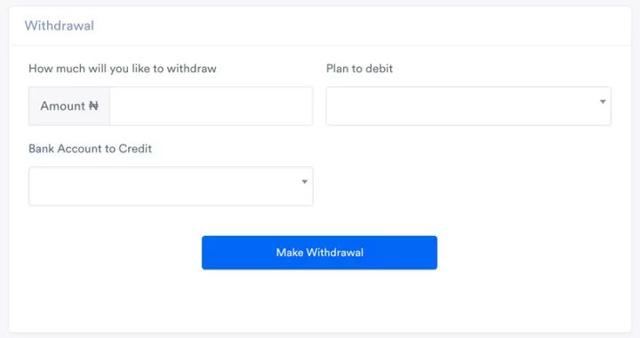 Withdrawal
How much will you like to withdraw
Plan to debit
Amount ₦
Bank Account to Credit
Make Withdrawal